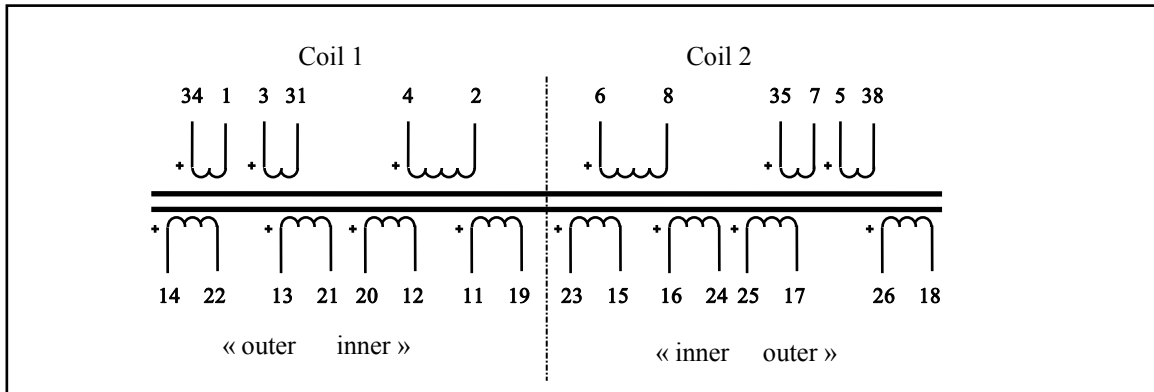 Coil 1 Coil 2
34 1 3 31 4 2 6 8 35 7 5 38
+ + + + + +
+ + + + + + + +
14 22 13 21 20 12 11 19 23 15 16 24 25 17 26 18
« outer inner » « inner outer »